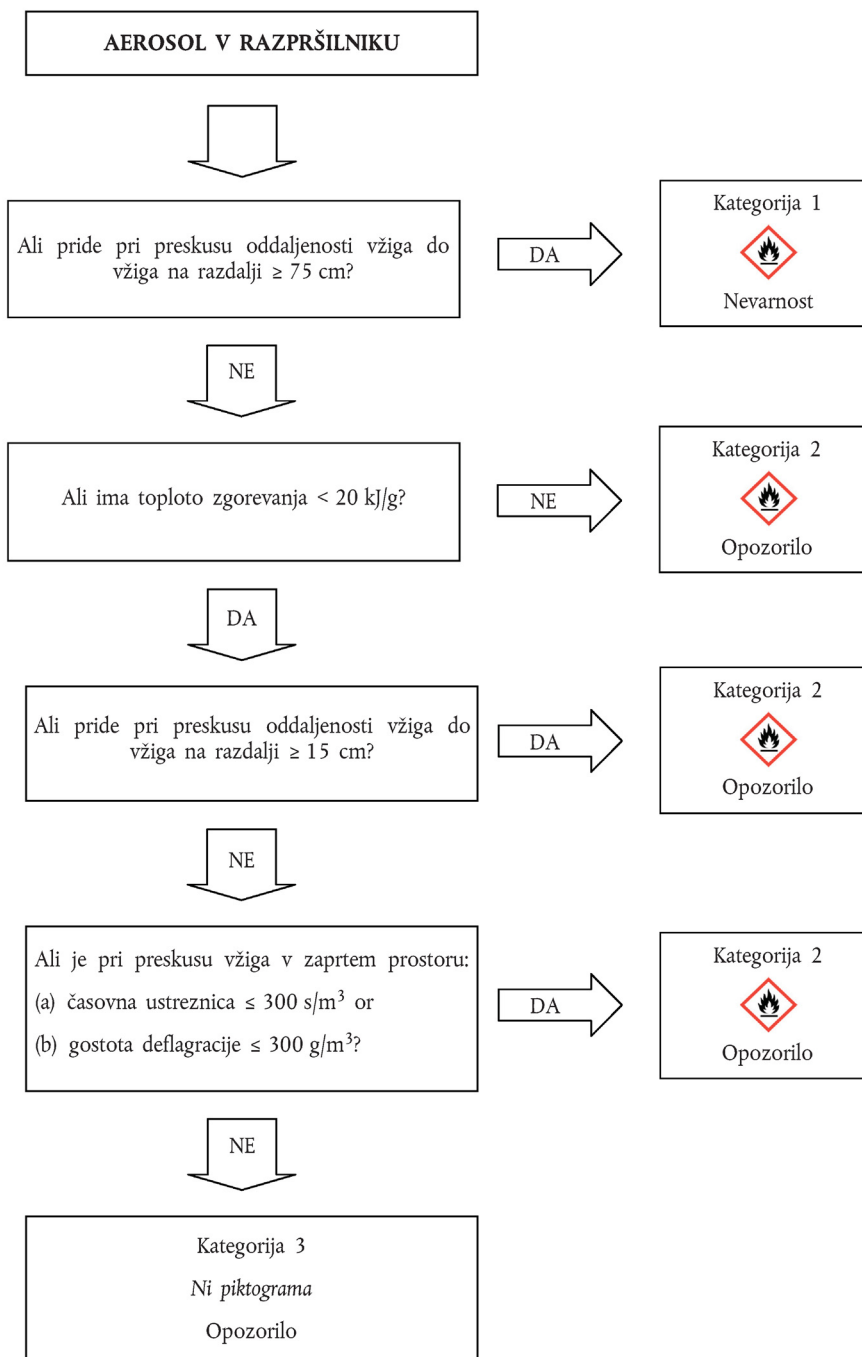 AEROSOL V RAZPRŠILNIKU
Ali pride pri preskusu oddaljenosti vžiga do
vžiga na razdalji ≥ 75 cm?
DA
Kategorija 1
Nevarnost
NE
Ali ima toploto zgorevanja < 20 kJ/g?
NE
Kategorija 2
Opozorilo
DA
Ali pride pri preskusu oddaljenosti vžiga do
vžiga na razdalji ≥ 15 cm?
DA
Kategorija 2
Opozorilo
NE
Ali je pri preskusu vžiga v zaprtem prostoru:
(a) časovna ustreznica ≤ 300 s/m³ or
(b) gostota deflagracije ≤ 300 g/m³?
DA
Kategorija 2
Opozorilo
NE
Kategorija 3
Ni piktograma
Opozorilo